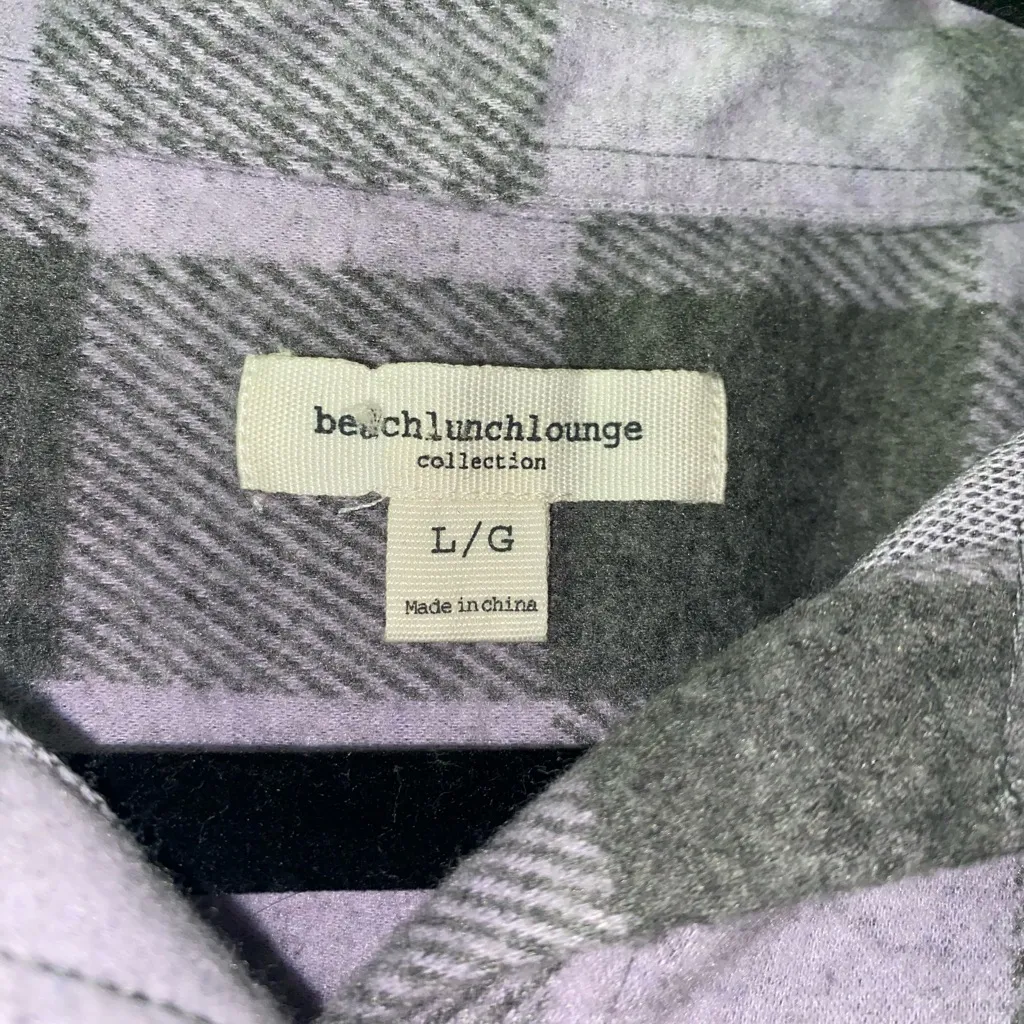 beachlunchlounge
collection
L/G
Made in china